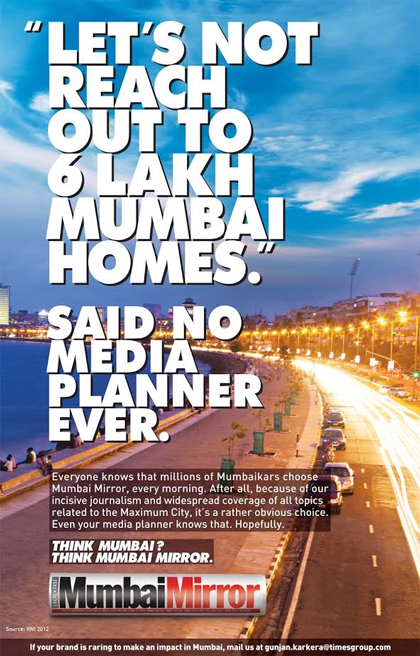 "LET'S NOT
REACH
OUT TO
6 LAKH
MUMBAI
HOMES."
SAID NO
MEDIA
PLANNER
EVER.
Everyone knows that millions of Mumbaikars choose
Mumbai Mirror, every morning. After all, because of our
incisive journalism and widespread coverage of all topics
related to the Maximum City, it's a rather obvious choice.
Even your media planner knows that. Hopefully.
THINK MUMBAI?
THINK MUMBAI MIRROR.
MumbaiMirror
Source: RNI 2012
If your brand is raring to make an impact in Mumbai, mail us at gunjan.karkera@timesgroup.com